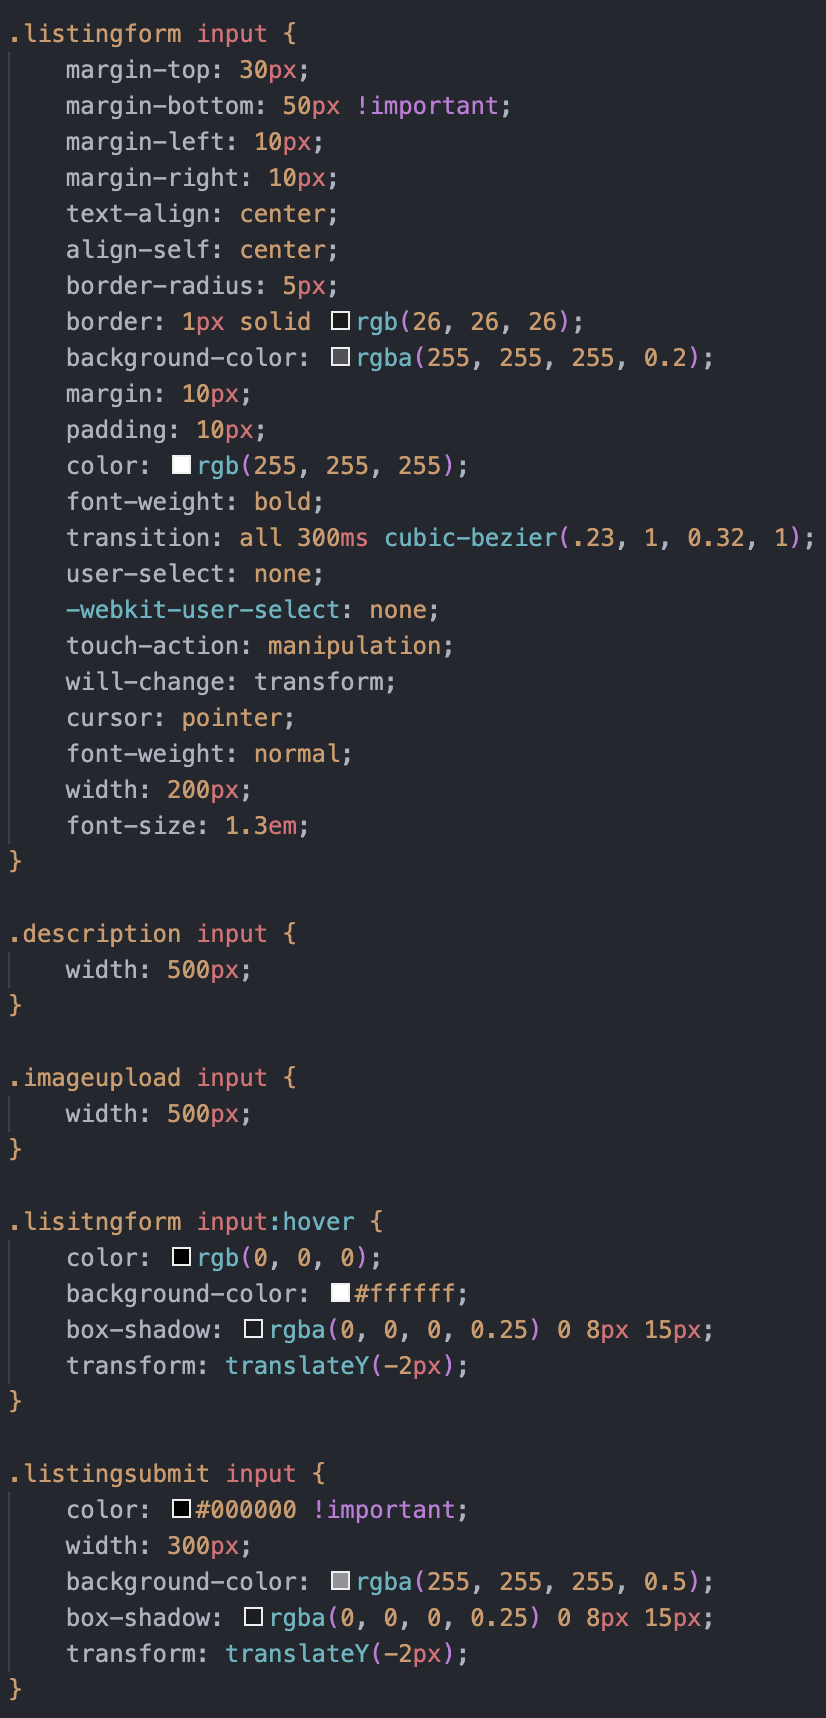 .listingform input {
    margin-top: 30px;
    margin-bottom: 50px !important;
    margin-left: 10px;
    margin-right: 10px;
    text-align: center;
    align-self: center;
    border-radius: 5px;
    border: 1px solid rgb(26, 26, 26);
    background-color: rgba(255, 255, 255, 0.2);
    margin: 10px;
    padding: 10px;
    color: rgb(255, 255, 255);
    font-weight: bold;
    transition: all 300ms cubic-bezier(.23, 1, 0.32, 1);
    user-select: none;
    -webkit-user-select: none;
    touch-action: manipulation;
    will-change: transform;
    cursor: pointer;
    font-weight: normal;
    width: 200px;
    font-size: 1.3em;
}

.description input {
    width: 500px;
}

.imageupload input {
    width: 500px;
}

.lisitngform input:hover {
    color: rgb(0, 0, 0);
    background-color: #ffffff;
    box-shadow: rgba(0, 0, 0, 0.25) 0 8px 15px;
    transform: translateY(-2px);
}

.listingsubmit input {
    color: #000000 !important;
    width: 300px;
    background-color: rgba(255, 255, 255, 0.5);
    box-shadow: rgba(0, 0, 0, 0.25) 0 8px 15px;
    transform: translateY(-2px);
}